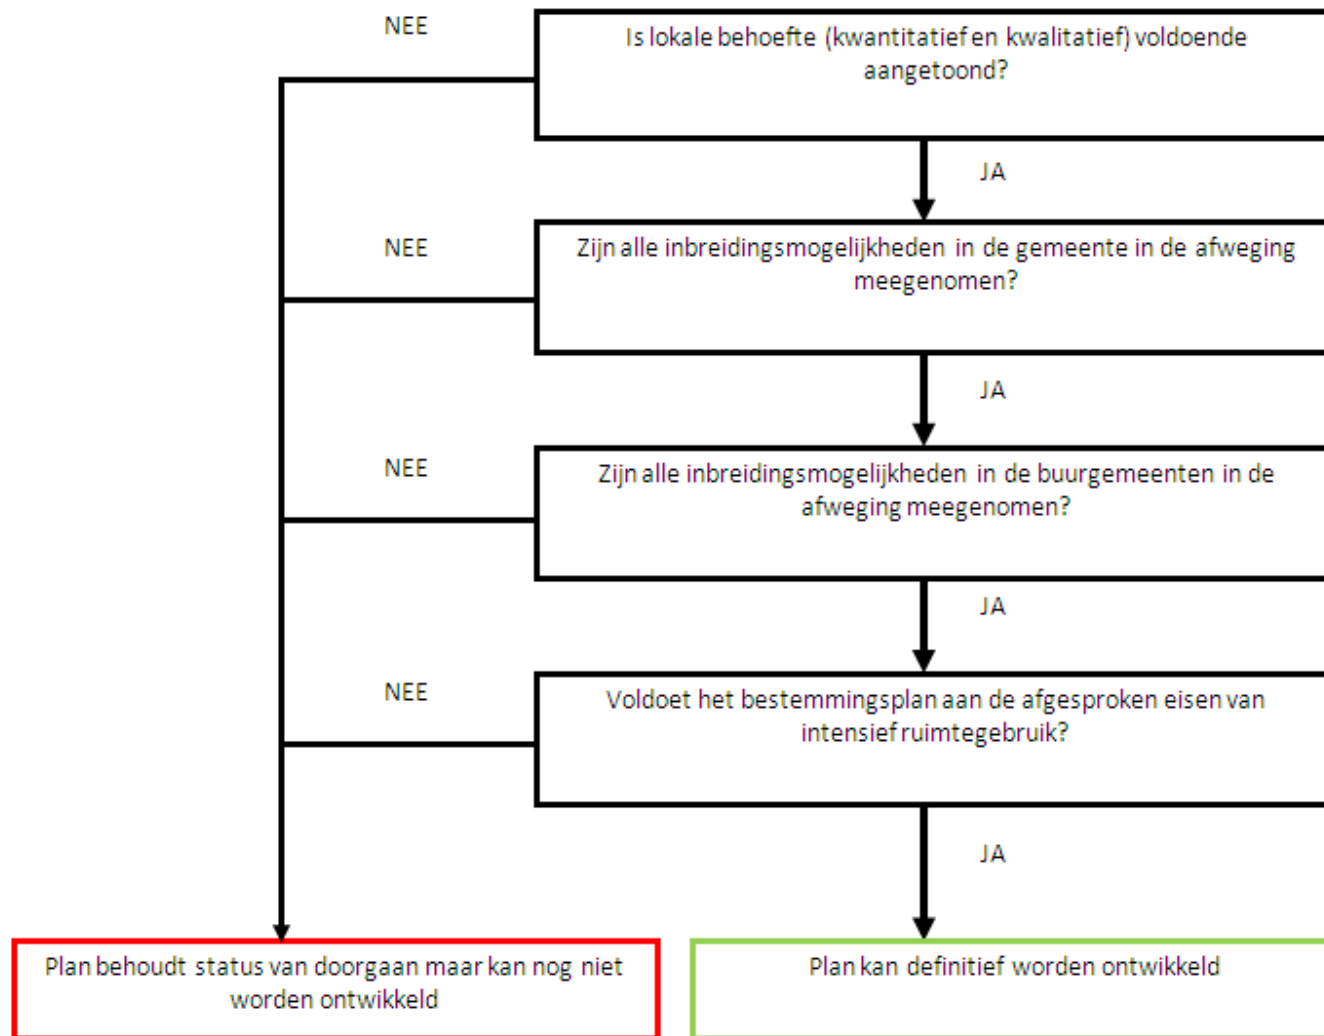 NEE
Is lokale behoefte (kwantitatief en kwalitatief) voldoende
aangetoond?
JA
NEE
Zijn alle inbreidingsmogelijkheden in de gemeente in de afweging
meegenomen?
JA
NEE
Zijn alle inbreidingsmogelijkheden in de buurgemeenten in de
afweging meegenomen?
JA
NEE
Voldoet het bestemmingsplan aan de afgesproken eisen van
intensief ruimtegebruik?
JA
Plan behoudt status van doorgaan maar kan nog niet
worden ontwikkeld
Plan kan definitief worden ontwikkeld